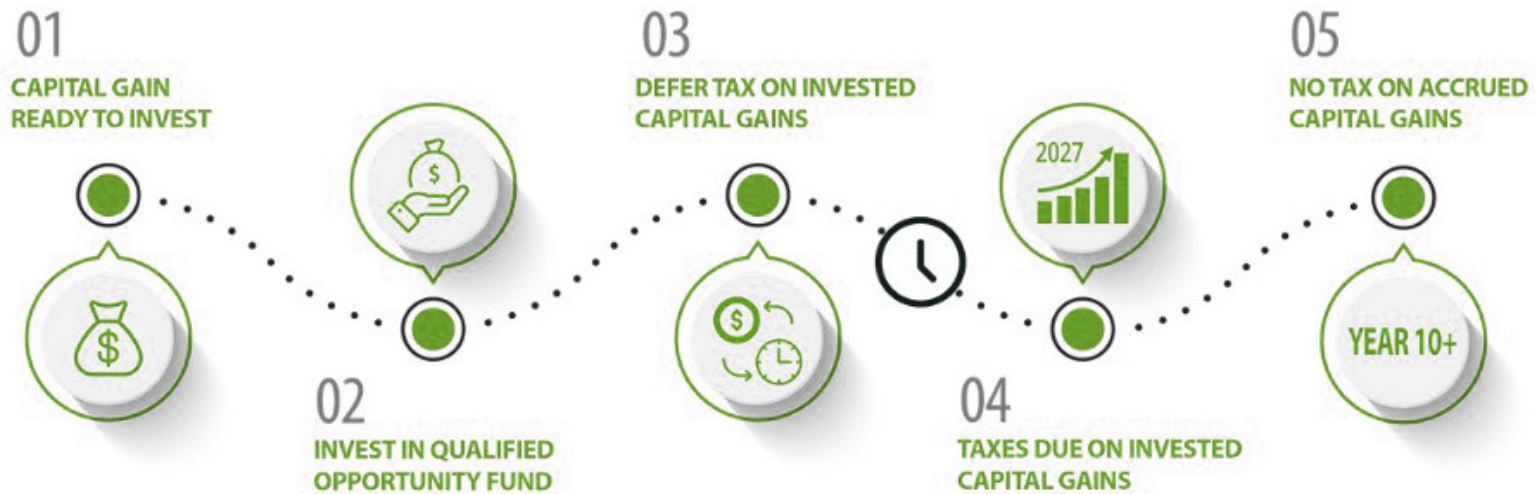 01
CAPITAL GAIN
READY TO INVEST
$
$
02
INVEST IN QUALIFIED
OPPORTUNITY FUND
03
DEFER TAX ON INVESTED
CAPITAL GAINS
$
2027
04
TAXES DUE ON INVESTED
CAPITAL GAINS
05
NO TAX ON ACCRUED
CAPITAL GAINS
YEAR 10+